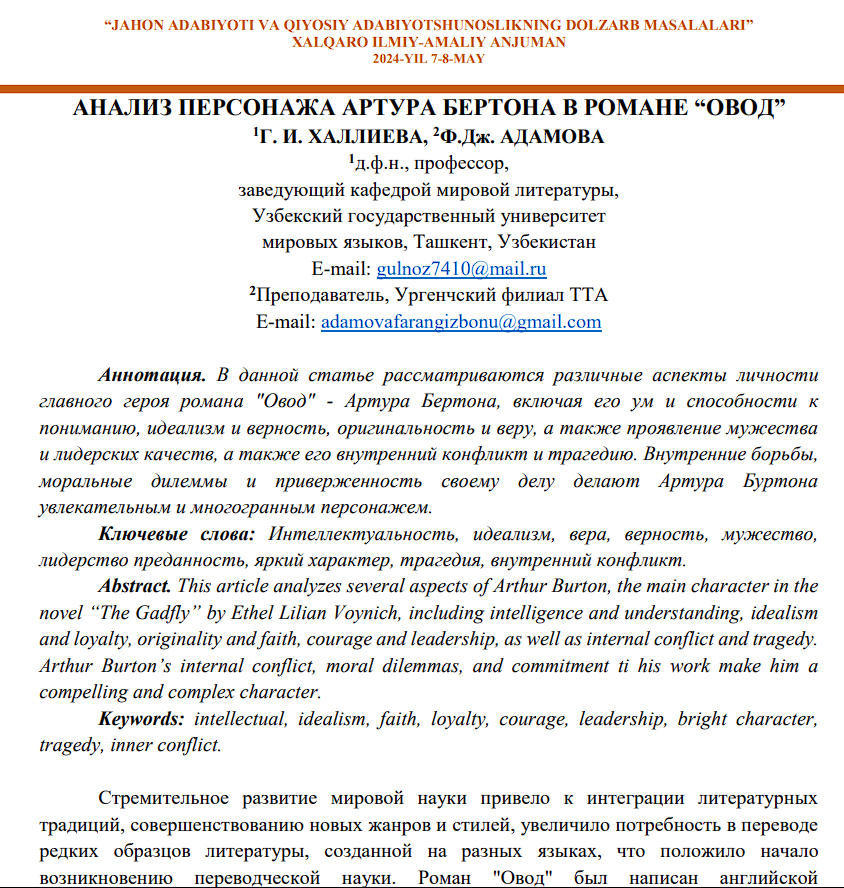 “JAHON ADABIYOTI VA QIYOSIY ADABIYOTSHUNOSLIKNING DOLZARB MASALALARI”
XALQARO ILMIY-AMALIY ANJUMAN
2024-YIL 7-8-MAY
АНАЛИЗ ПЕРСОНАЖА АРТУРА БЕРТОНА В РОМАНЕ “ОВОД”
¹Г. И. ХАЛЛИЕВА, ²Ф.Дж. АДАМОВА
¹д.ф.н., профессор,
заведующий кафедрой мировой литературы,
Узбекский государственный университет
мировых языков, Ташкент, Узбекистан
E-mail: gulnoz7410@mail.ru
²Преподаватель, Ургенчский филиал ТТА
E-mail: adamovafarangizbonu@gmail.com
Аннотация. В данной статье рассматриваются различные аспекты личности
главного героя романа "Овод" - Артура Бертона, включая его ум и способности к
пониманию, идеализм и верность, оригинальность и веру, а также проявление мужества
и лидерских качеств, а также его внутренний конфликт и трагедию. Внутренние борьбы,
моральные дилеммы и приверженность своему делу делают Артура Буртона
увлекательным и многогранным персонажем.
Ключевые слова: Интеллектуальность, идеализм, вера, верность, мужество,
лидерство преданность, яркий характер, трагедия, внутренний конфликт.
Abstract. This article analyzes several aspects of Arthur Burton, the main character in the
novel “The Gadfly” by Ethel Lilian Voynich, including intelligence and understanding, idealism
and loyalty, originality and faith, courage and leadership, as well as internal conflict and tragedy.
Arthur Burton’s internal conflict, moral dilemmas, and commitment ti his work make him a
compelling and complex character.
Keywords: intellectual, idealism, faith, loyalty, courage, leadership, bright character,
tragedy, inner conflict.
Стремительное развитие мировой науки привело к интеграции литературных
традиций, совершенствованию новых жанров и стилей, увеличило потребность в переводе
редких образцов литературы, созданной на разных языках, что положило начало
возникновению переводческой науки. Роман "Овод" был написан английской